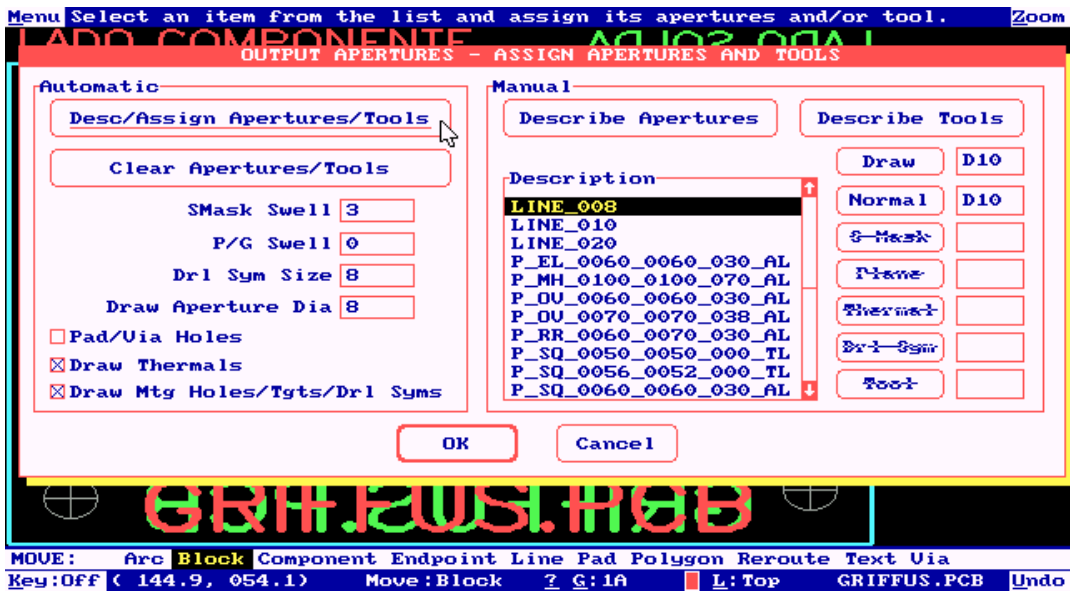 Menu Select an item from the list and assign its apertures and/or tool. Zoom
LADO COMPONENTE LADO SOLDA
OUTPUT APERTURES - ASSIGN APERTURES AND TOOLS
Automatic
Desc/Assign Apertures/Tools
Clear Apertures/Tools
SMask Swell 3
P/G Swell 0
Drl Sym Size 8
Draw Aperture Dia 8
Pad/Via Holes
Draw Thermals
Draw Mtg Holes/Tgts/Drl Syms
Manual
Describe Apertures
Describe Tools
Description
LINE_008
LINE_010
LINE_020
P_EL_0060_0060_030_AL
P_MH_0100_0100_070_AL
P_OV_0060_0060_030_AL
P_OV_0070_0070_038_AL
P_RR_0060_0070_030_AL
P_SQ_0050_0050_000_TL
P_SQ_0056_0052_000_TL
P_SQ_0060_0060_030_AL
Draw D10
Normal D10
S-Mask
Plane
Thermal
Drl Sym
Tool
OK
Cancel
GRIFFUS.PCB
MOVE: Arc Block Component Endpoint Line Pad Polygon Reroute Text Via
Key:Off ( 144.9, 054.1) Move:Block ? G:1A L:Top GRIFFUS.PCB Undo